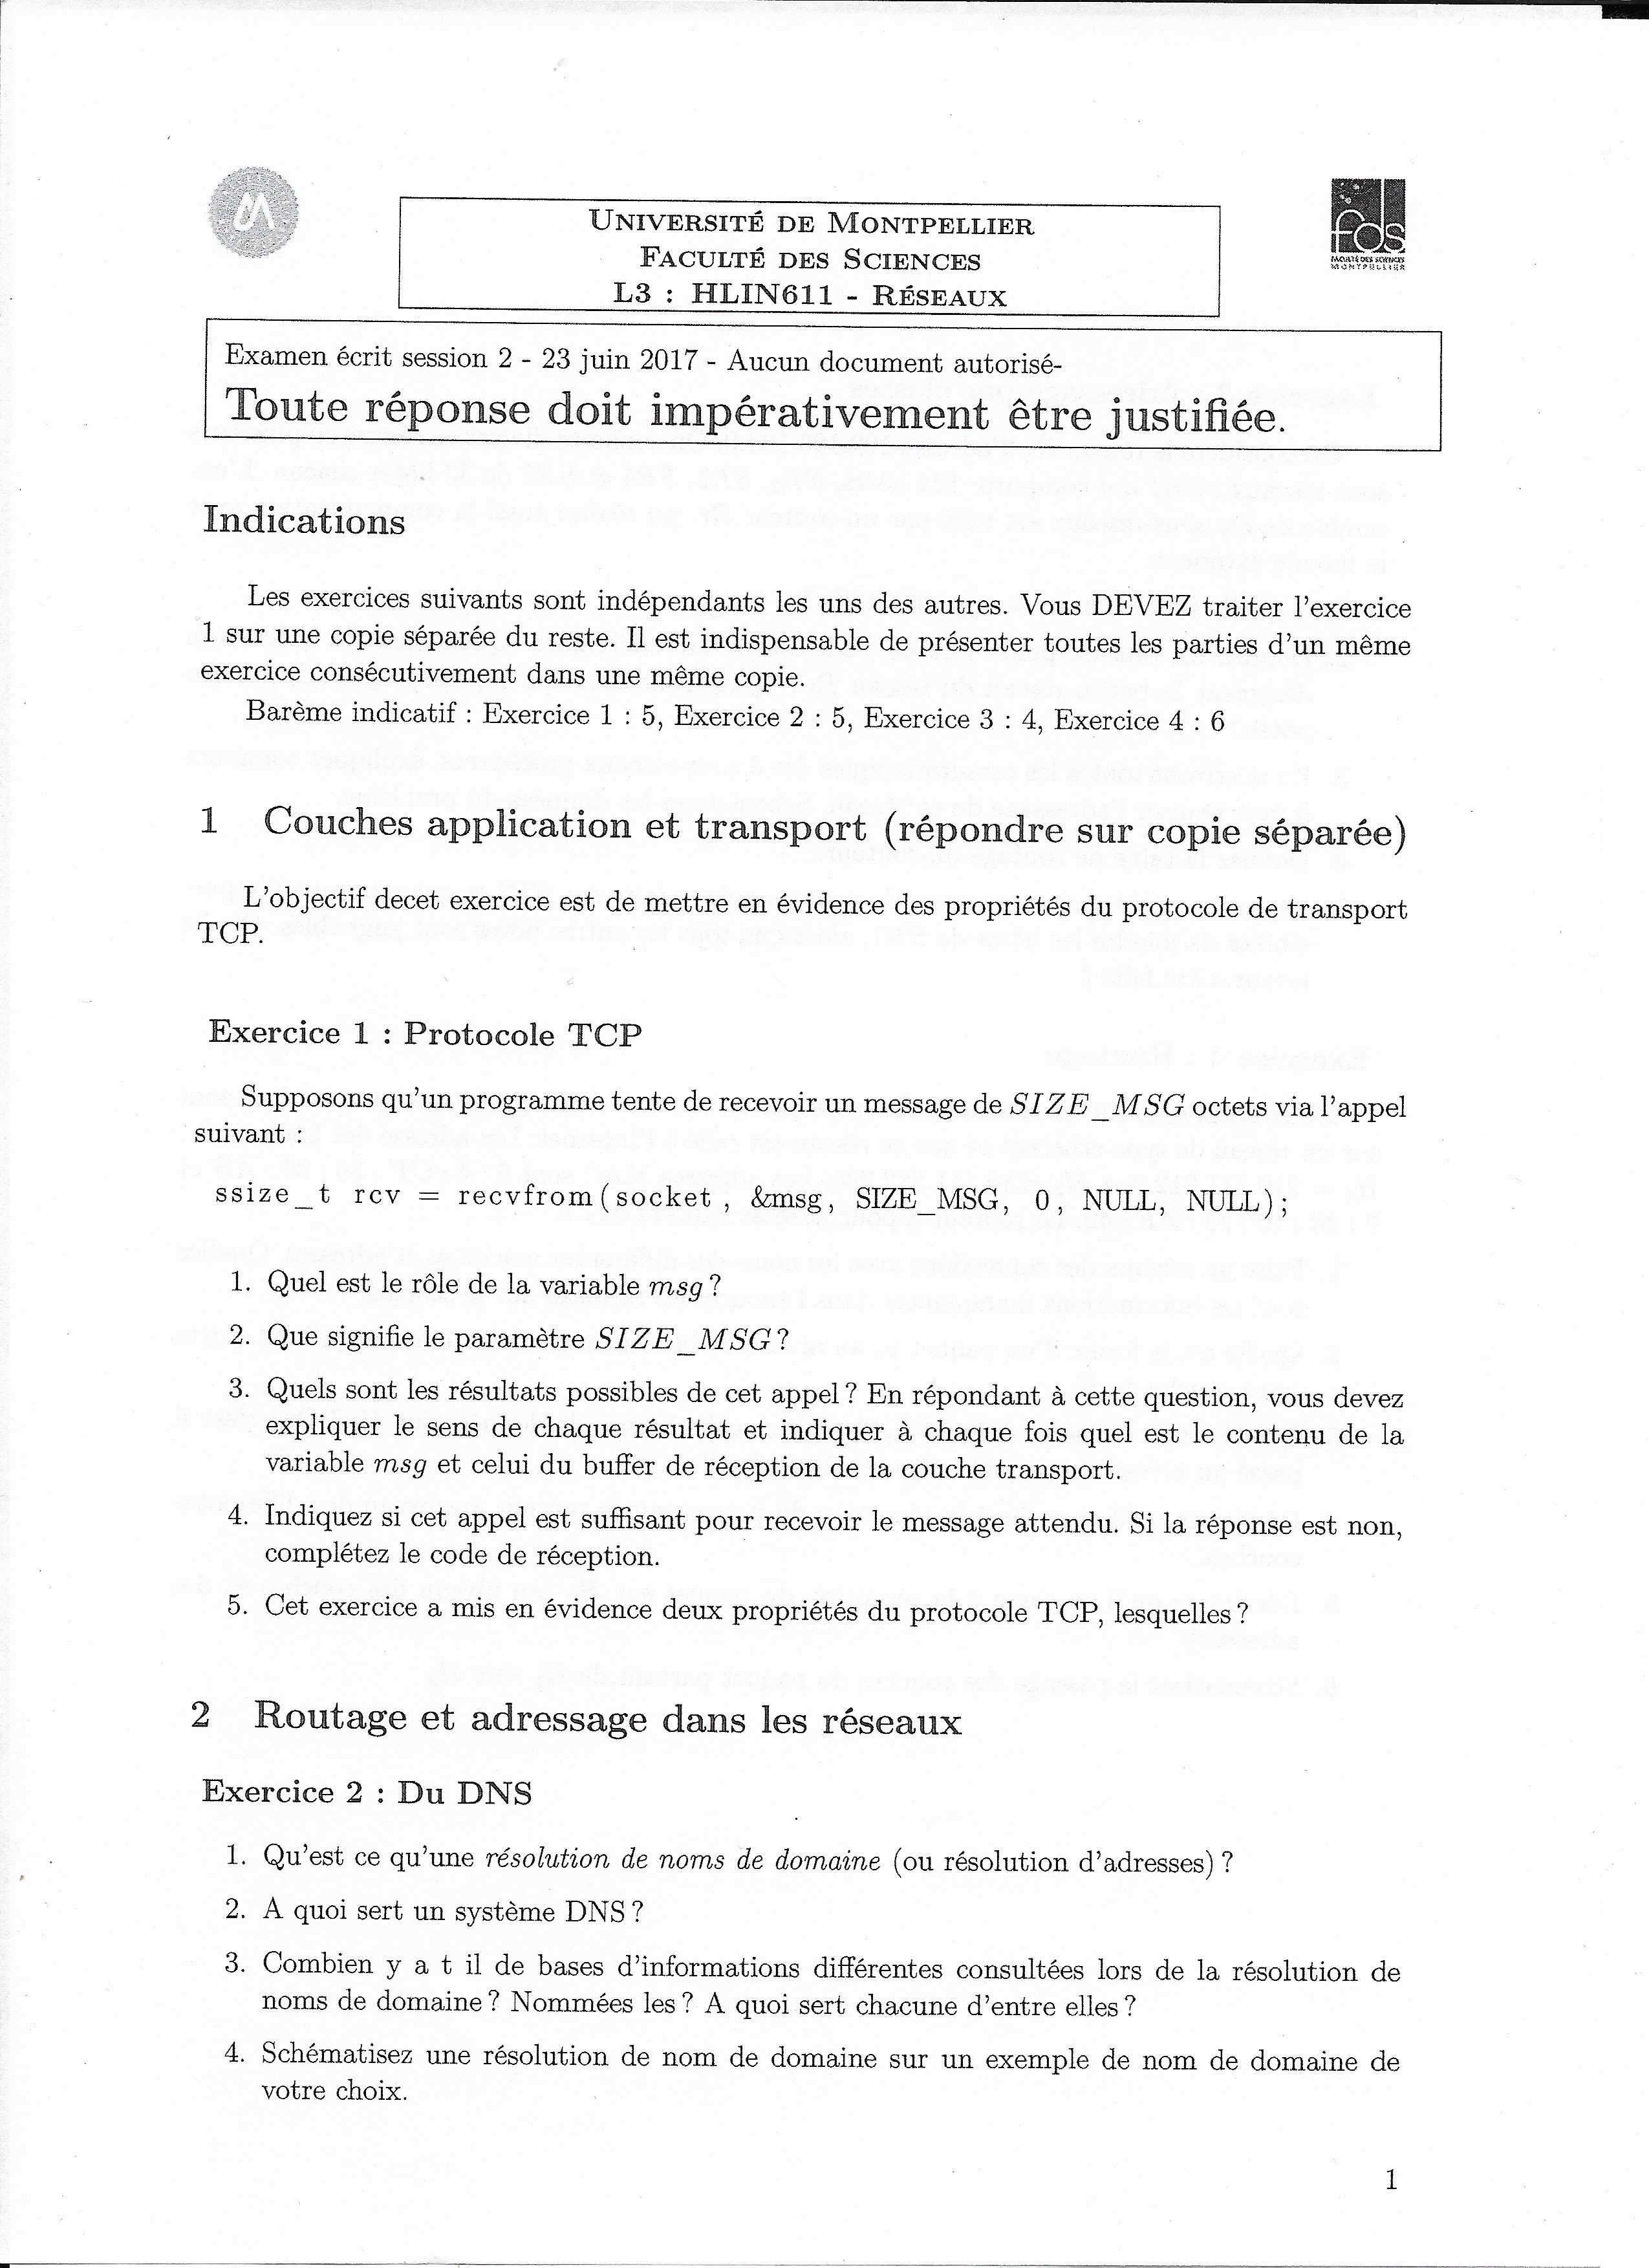 UNIVERSITÉ DE MONTPELLIER
FACULTÉ DES SCIENCES
L3 : HLIN611 - RÉSEAUX
fds
FACULTÉ DES SCIENCES
MONTPELLIER
Examen écrit session 2 - 23 juin 2017 - Aucun document autorisé-
Toute réponse doit impérativement être justifiée.
Indications
Les exercices suivants sont indépendants les uns des autres. Vous DEVEZ traiter l'exercice
1 sur une copie séparée du reste. Il est indispensable de présenter toutes les parties d'un même
exercice consécutivement dans une même copie.
Barème indicatif : Exercice 1 : 5, Exercice 2 : 5, Exercice 3 : 4, Exercice 4 : 6
1 Couches application et transport (répondre sur copie séparée)
L'objectif decet exercice est de mettre en évidence des propriétés du protocole de transport
TCP.
Exercice 1 : Protocole TCP
Supposons qu'un programme tente de recevoir un message de SIZE_MSG octets via l'appel
suivant :
ssize_t rcv = recvfrom(socket , &msg, SIZE_MSG, 0, NULL, NULL);
1. Quel est le rôle de la variable msg ?
2. Que signifie le paramètre SIZE_MSG ?
3. Quels sont les résultats possibles de cet appel ? En répondant à cette question, vous devez
expliquer le sens de chaque résultat et indiquer à chaque fois quel est le contenu de la
variable msg et celui du buffer de réception de la couche transport.
4. Indiquez si cet appel est suffisant pour recevoir le message attendu. Si la réponse est non,
complétez le code de réception.
5. Cet exercice a mis en évidence deux propriétés du protocole TCP, lesquelles ?
2 Routage et adressage dans les réseaux
Exercice 2 : Du DNS
1. Qu'est ce qu'une résolution de noms de domaine (ou résolution d'adresses) ?
2. A quoi sert un système DNS ?
3. Combien y a t il de bases d'informations différentes consultées lors de la résolution de
noms de domaine ? Nommées les ? A quoi sert chacune d'entre elles ?
4. Schématisez une résolution de nom de domaine sur un exemple de nom de domaine de
votre choix.
1